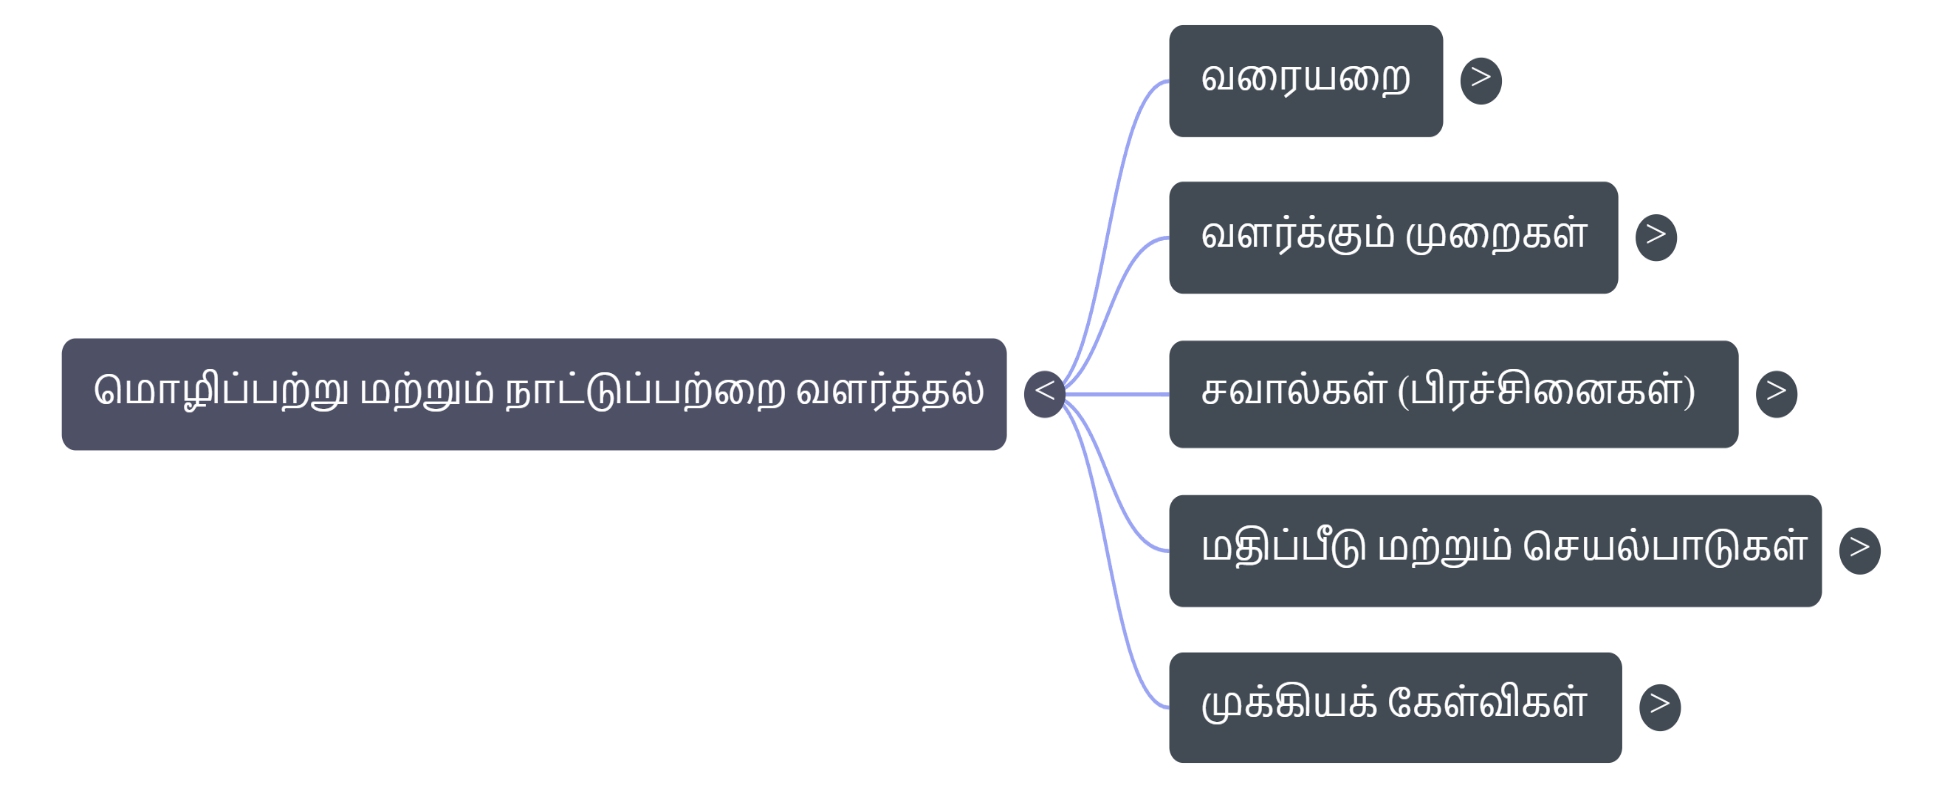 வரையறை >
வளர்க்கும் முறைகள் >
மொழிப்பற்று மற்றும் நாட்டுப்பற்றை வளர்த்தல் <
சவால்கள் (பிரச்சினைகள்) >
மதிப்பீடு மற்றும் செயல்பாடுகள் >
முக்கியக் கேள்விகள் >